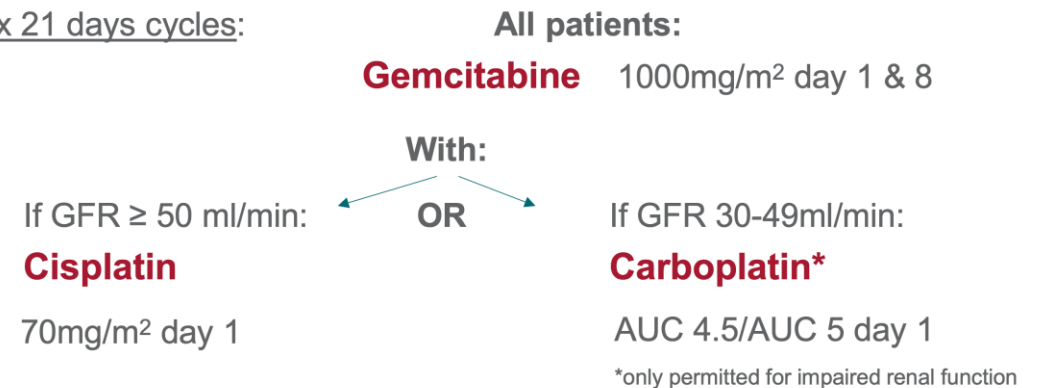 x 21 days cycles:
All patients:
Gemcitabine 1000mg/m² day 1 & 8
With:
If GFR ≥ 50 ml/min:
OR
If GFR 30-49ml/min:
Cisplatin
Carboplatin*
70mg/m² day 1
AUC 4.5/AUC 5 day 1
*only permitted for impaired renal function